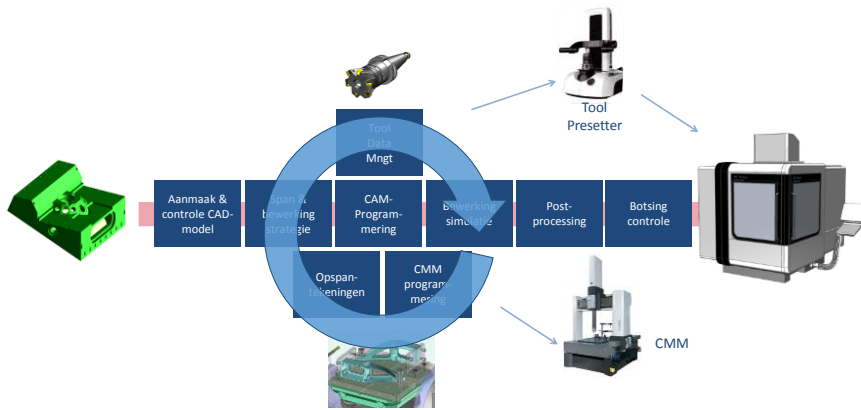 Tool
Presetter
Tool
Data
Mngt
Aanmaak &
controle CAD-
model
Span &
bewerking
strategie
CAM-
Program-
mering
Bewerking
simulatie
Post-
processing
Botsing
controle
Opspan-
tekeningen
CMM
program-
mering
CMM